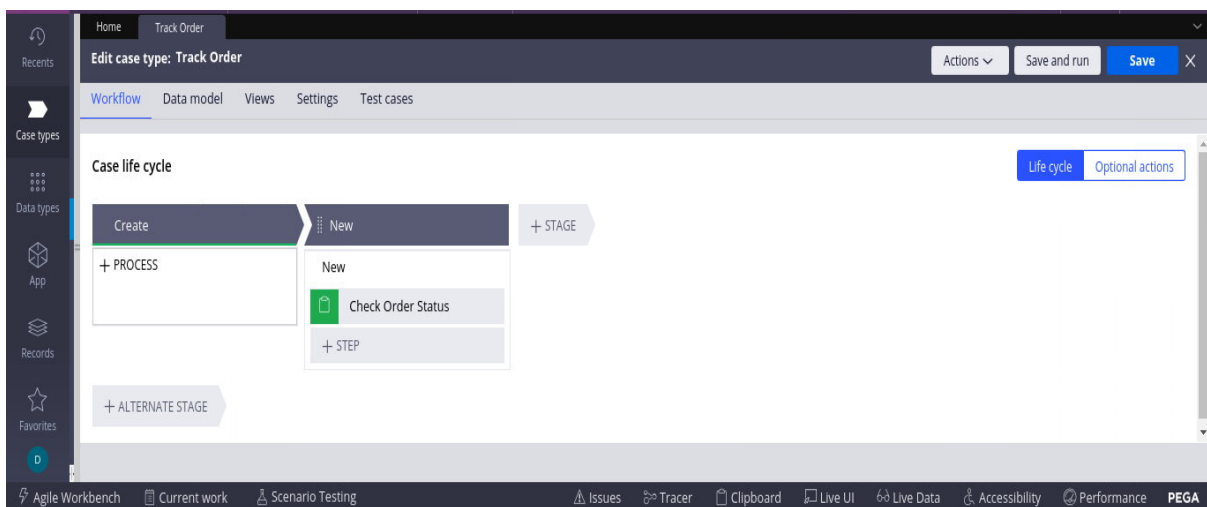 Home Track Order
Recents
Edit case type: Track Order Actions Save and run Save X
Workflow Data model Views Settings Test cases
Case types
Case life cycle Life cycle Optional actions
Data types
Create New + STAGE
+ PROCESS New
App
Check Order Status
+ STEP
Records
+ ALTERNATE STAGE
Favorites
D
Agile Workbench Current work Scenario Testing Issues Tracer Clipboard Live UI Live Data Accessibility Performance PEGA